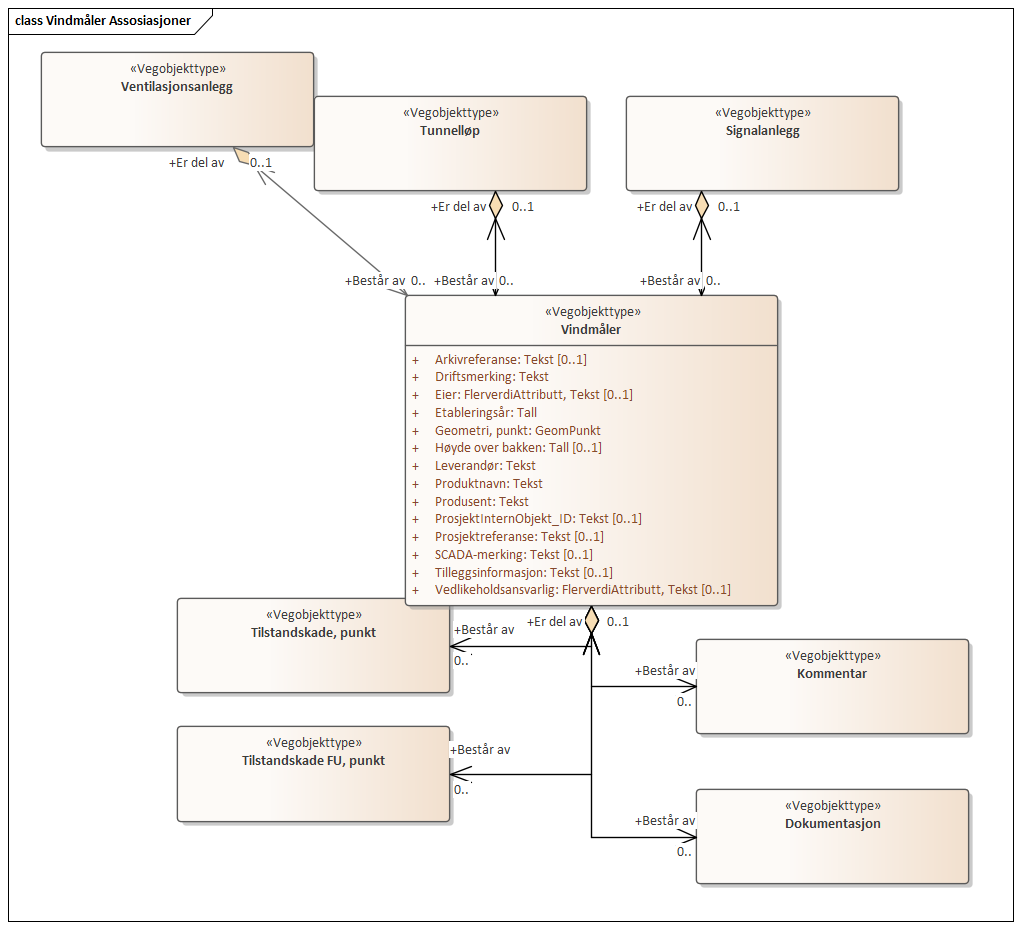 class Vindmåler Assosiasjoner
«Vegobjekttype»
Ventilasjonsanlegg
«Vegobjekttype»
Tunnelløp
«Vegobjekttype»
Signalanlegg
+Er del av 0..1
+Er del av 0..1
+Er del av 0..1
+Består av 0..
+Består av 0..
+Består av 0..
«Vegobjekttype»
Vindmåler
+ Arkivreferanse: Tekst [0..1]
+ Driftsmerking: Tekst
+ Eier: FlerverdiAttributt, Tekst [0..1]
+ Etableringsår: Tall
+ Geometri, punkt: GeomPunkt
+ Høyde over bakken: Tall [0..1]
+ Leverandør: Tekst
+ Produktnavn: Tekst
+ Produsent: Tekst
+ ProsjektInternObjekt_ID: Tekst [0..1]
+ Prosjektreferanse: Tekst [0..1]
+ SCADA-merking: Tekst [0..1]
+ Tilleggsinformasjon: Tekst [0..1]
+ Vedlikeholdsansvarlig: FlerverdiAttributt, Tekst [0..1]
+Er del av 0..1
«Vegobjekttype»
Tilstandskade, punkt
+Består av
0..
«Vegobjekttype»
Kommentar
+Består av
0..
«Vegobjekttype»
Tilstandskade FU, punkt
+Består av
0..
«Vegobjekttype»
Dokumentasjon
+Består av
0..